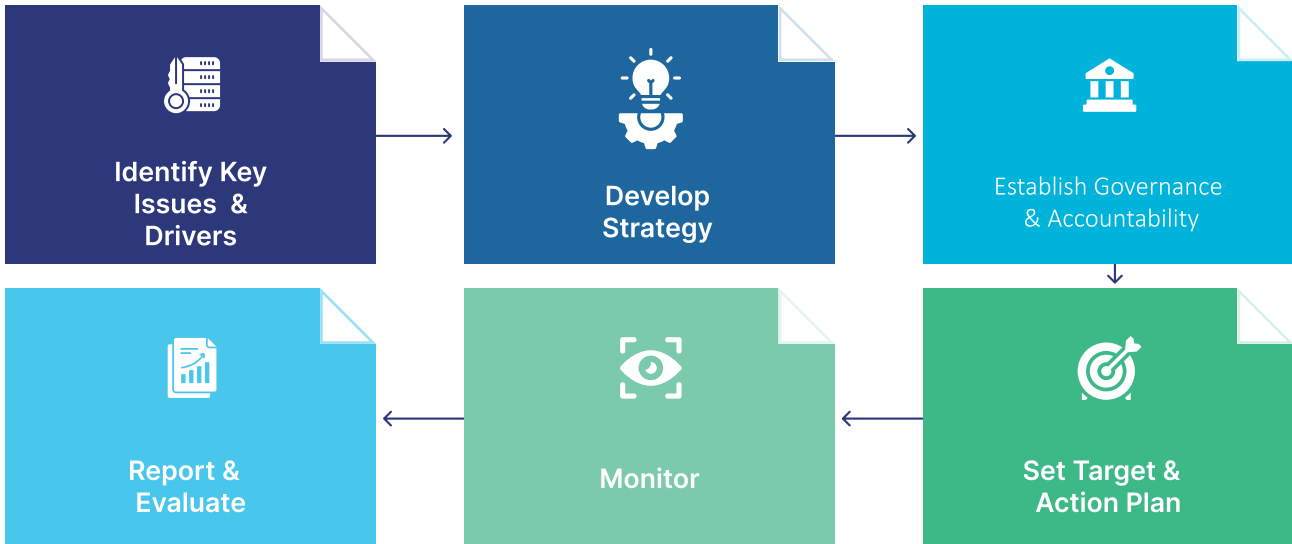 Identify Key
Issues &
Drivers
Develop
Strategy
Establish Governance
& Accountability
Set Target &
Action Plan
Monitor
Report &
Evaluate